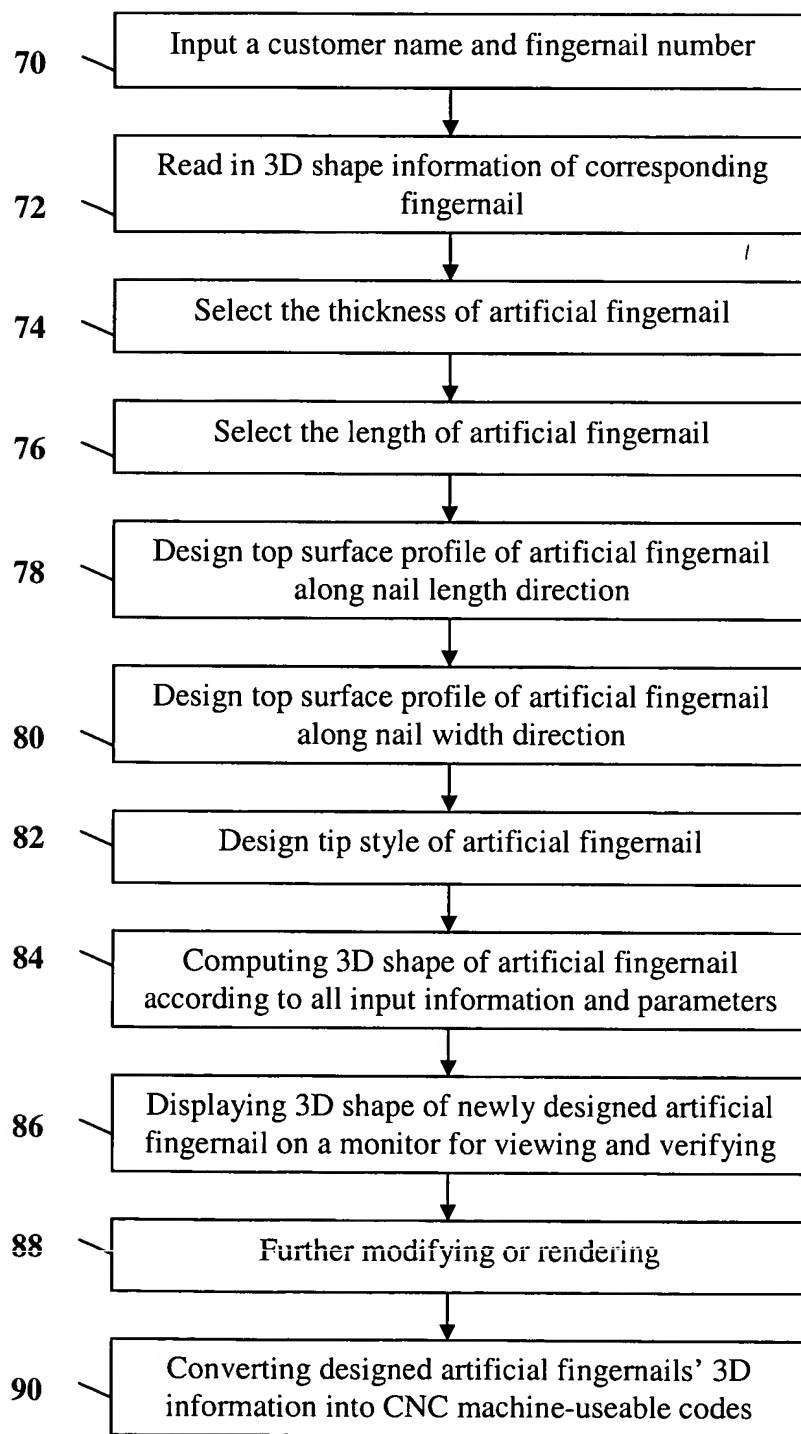 70
Input a customer name and fingernail number
72
Read in 3D shape information of corresponding
fingernail
74
Select the thickness of artificial fingernail
76
Select the length of artificial fingernail
78
Design top surface profile of artificial fingernail
along nail length direction
80
Design top surface profile of artificial fingernail
along nail width direction
82
Design tip style of artificial fingernail
84
Computing 3D shape of artificial fingernail
according to all input information and parameters
86
Displaying 3D shape of newly designed artificial
fingernail on a monitor for viewing and verifying
88
Further modifying or rendering
90
Converting designed artificial fingernails' 3D
information into CNC machine-useable codes